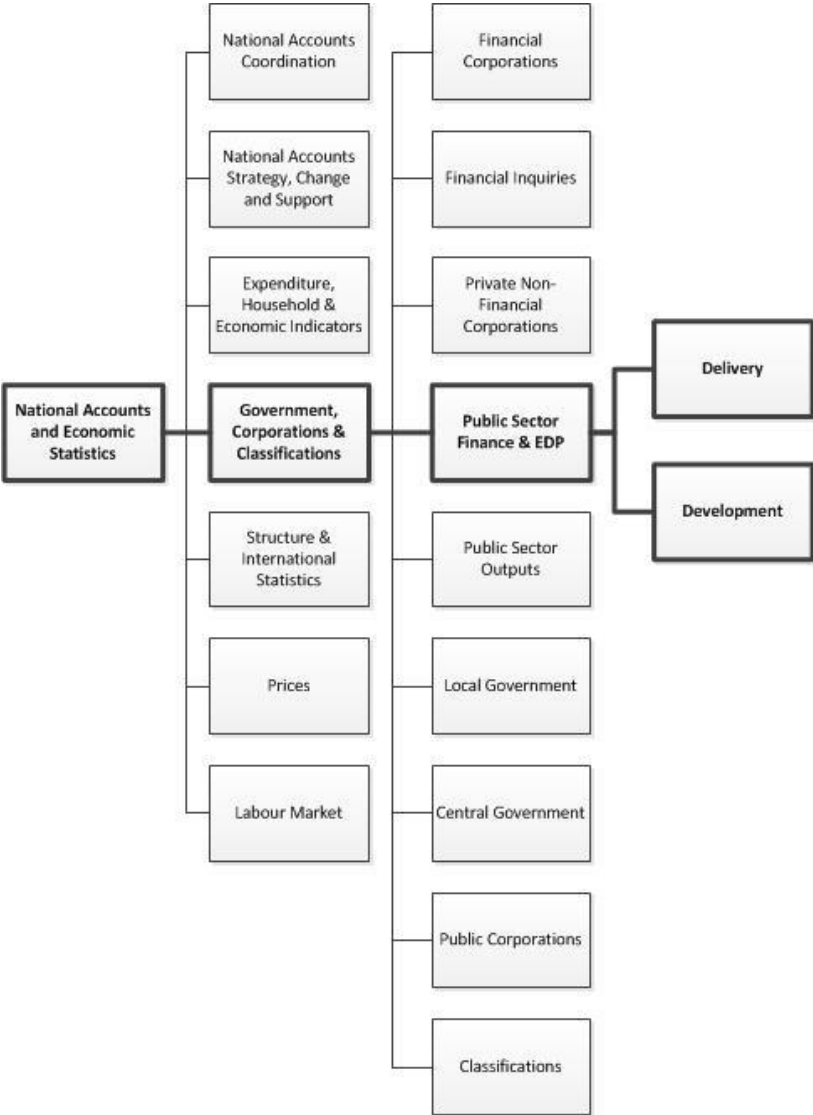 National Accounts
Coordination
Financial
Corporations
National Accounts
Strategy, Change
and Support
Financial Inquiries
Expenditure,
Household &
Economic Indicators
Private Non-
Financial
Corporations
Delivery
National Accounts
and Economic
Statistics
Government,
Corporations &
Classifications
Public Sector
Finance & EDP
Development
Structure &
International
Statistics
Public Sector
Outputs
Prices
Local Government
Labour Market
Central Government
Public Corporations
Classifications